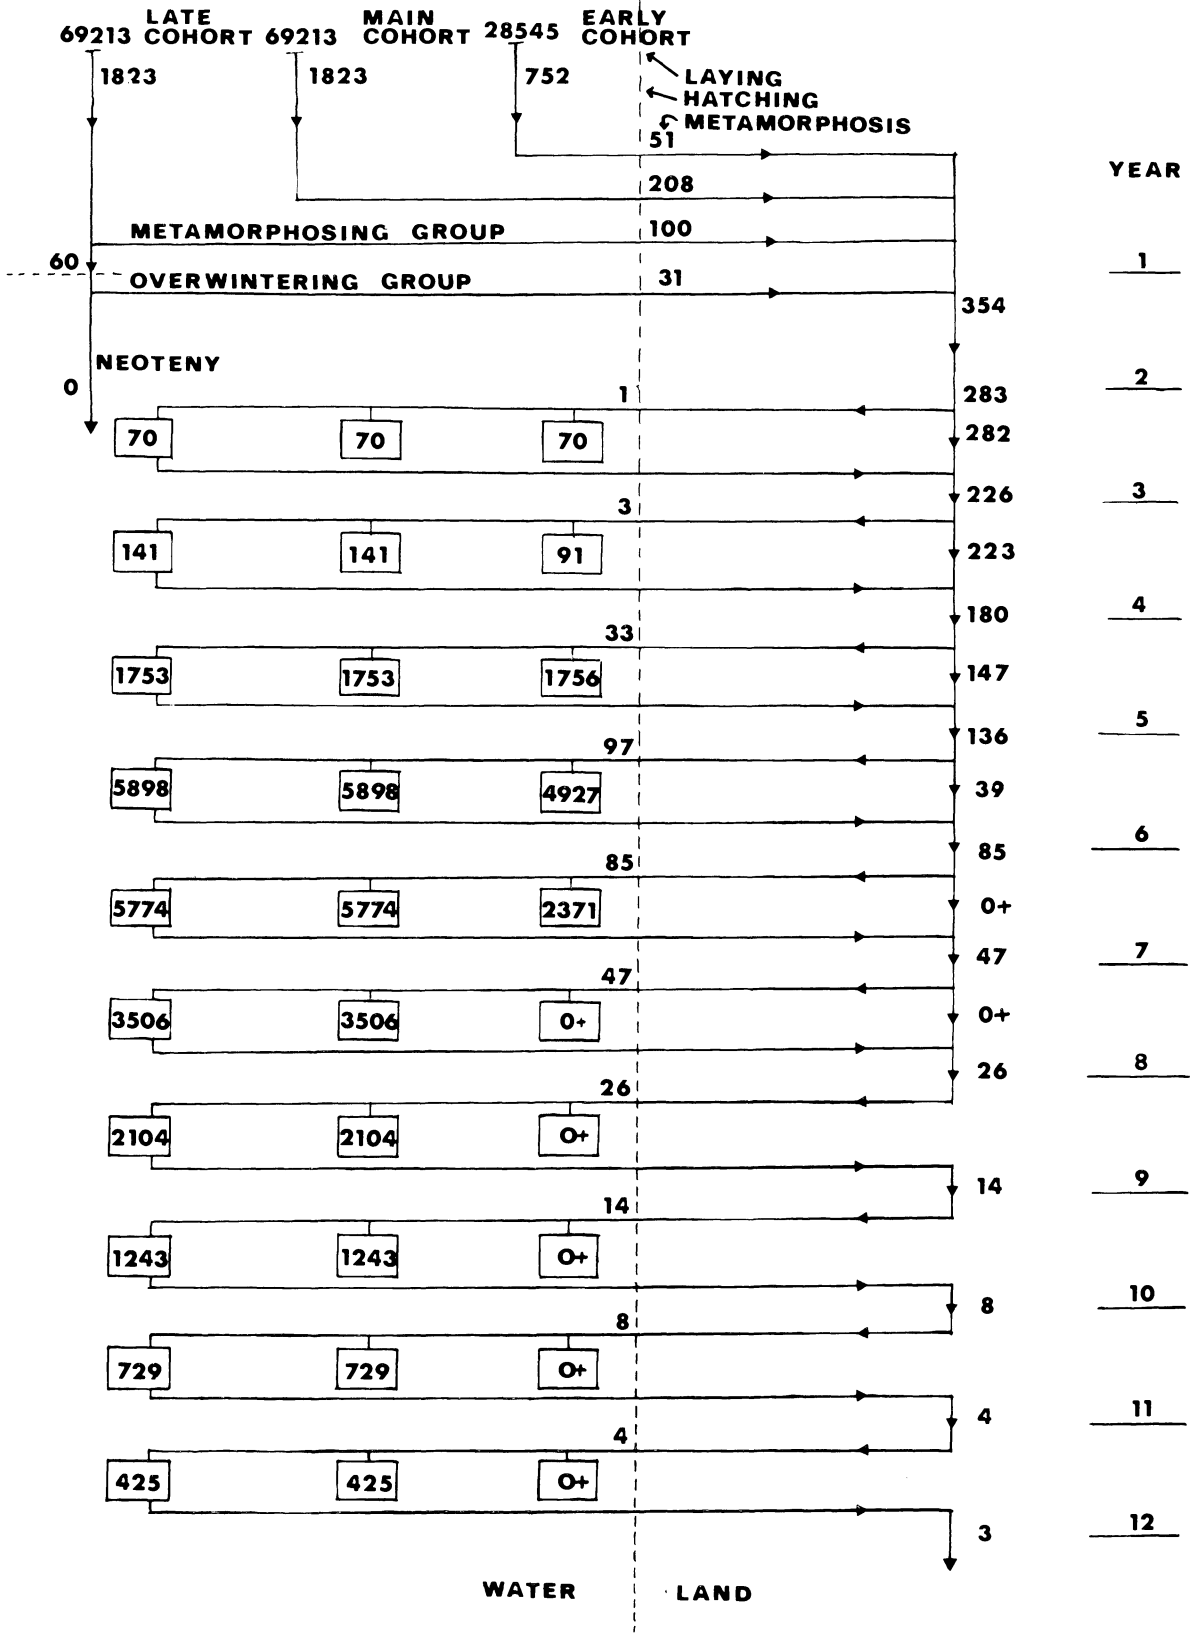 LATE MAIN EARLY
69213 COHORT 69213 COHORT 28545 COHORT
1823 1823 752
LAYING
HATCHING
METAMORPHOSIS
51
YEAR
208
METAMORPHOSING GROUP 100
60 1
OVERWINTERING GROUP 31
354
NEOTENY
0 1 283 2
70 70 70 282
3 226 3
141 141 91 223
180 4
33
1753 1753 1756 147
136 5
97
5898 5898 4927 39
85 6
85
5774 5774 2371 0+
47 7
47
3506 3506 0+ 0+
26 8
26
2104 2104 0+
14 9
14
1243 1243 0+
8 10
8
729 729 0+
4 11
4
425 425 0+
3 12
WATER LAND